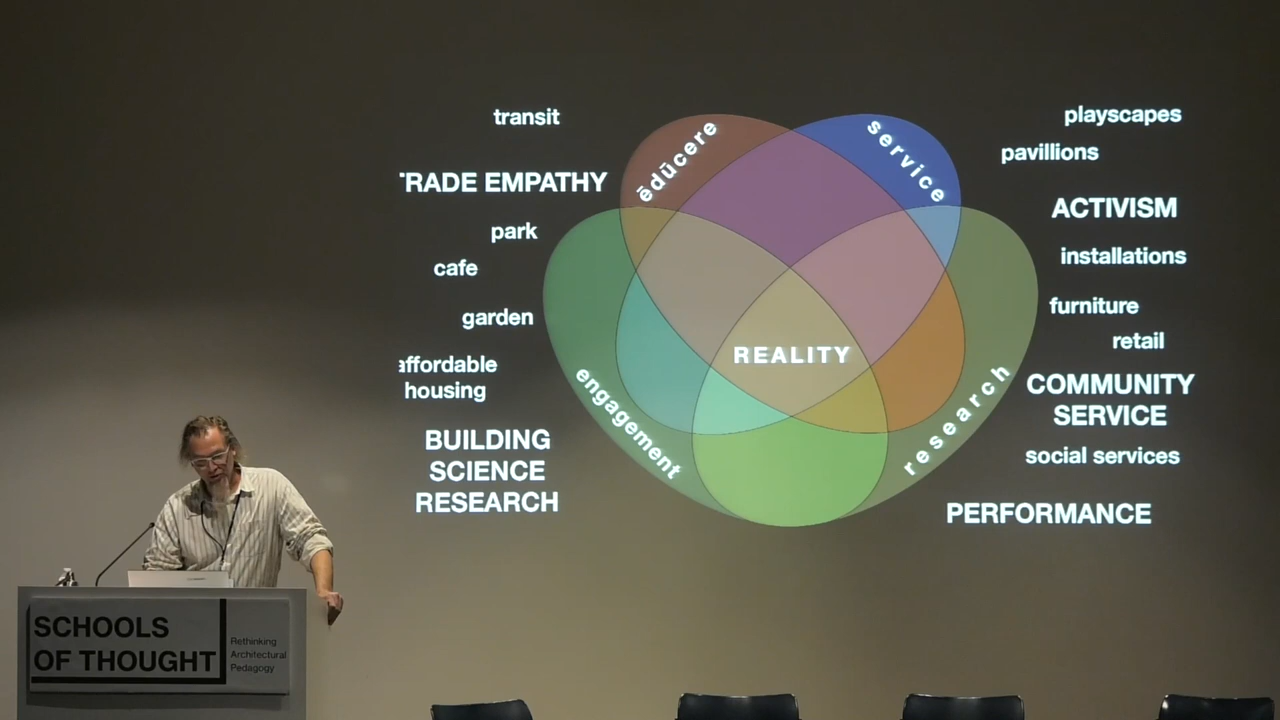 transit
TRADE EMPATHY
park
cafe
garden
affordable
housing
BUILDING
SCIENCE
RESEARCH
ēdūcere
service
engagement
research
REALITY
playscapes
pavillions
ACTIVISM
installations
furniture
retail
COMMUNITY
SERVICE
social services
PERFORMANCE
SCHOOLS
OF THOUGHT
Rethinking
Architectural
Pedagogy